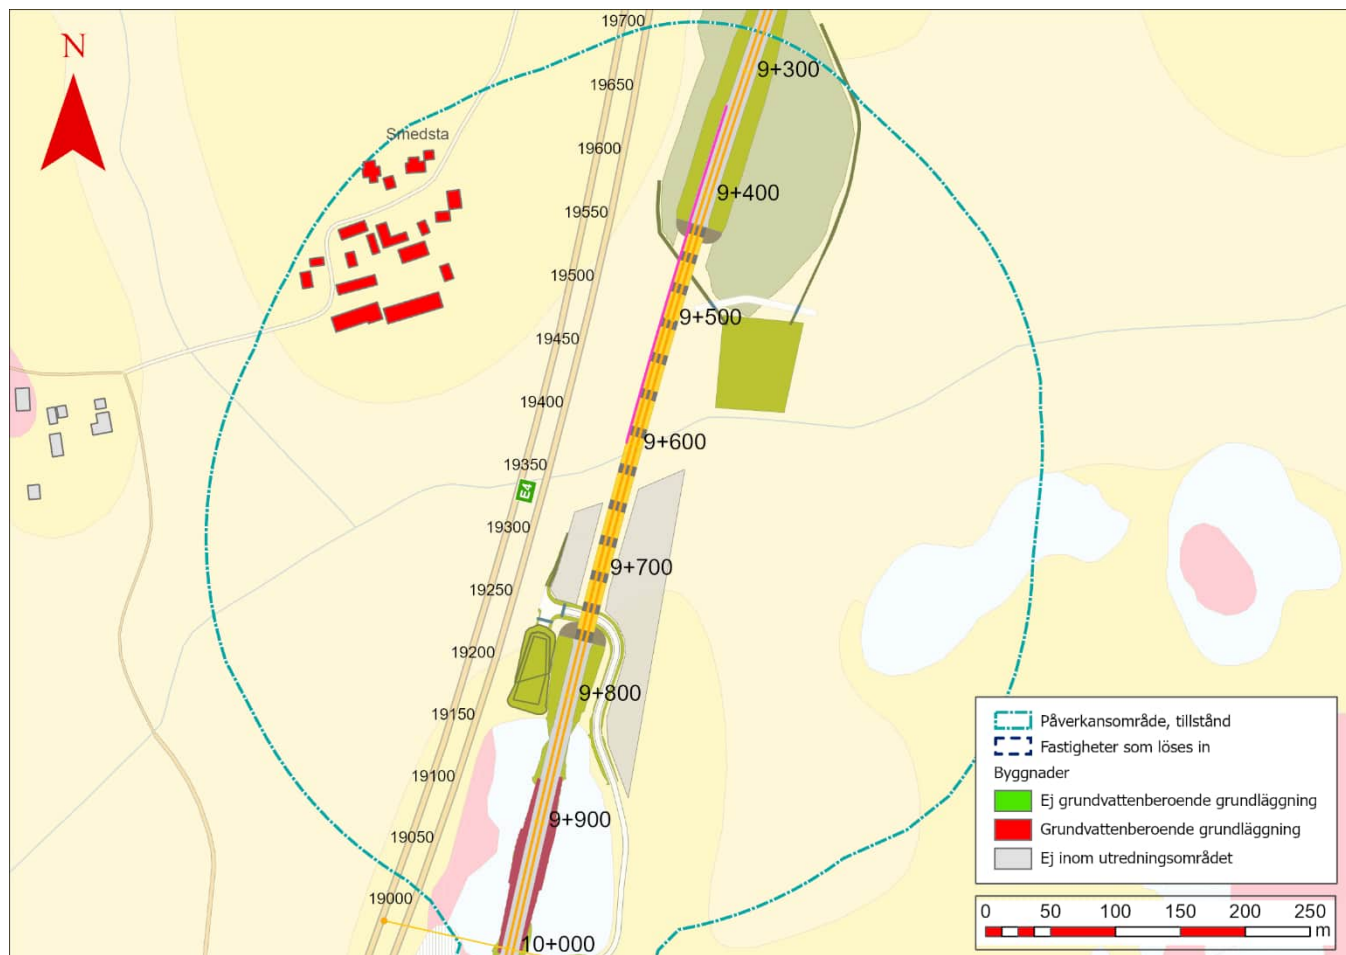 N
19700
9+300
19650
Smedsta
19600
9+400
19550
19500
9+500
19450
19400
9+600
19350
E4
19300
9+700
19250
19200
9+800
19150
19100
9+900
19050
19000
10+000
Påverkansområde, tillstånd
Fastigheter som löses in
Byggnader
Ej grundvattenberoende grundläggning
Grundvattenberoende grundläggning
Ej inom utredningsområdet
0 50 100 150 200 250
m